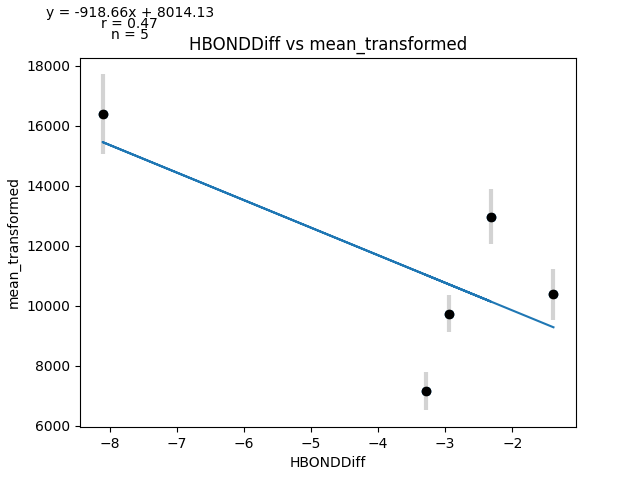 y = -918.66x + 8014.13
r = 0.47
n = 5
HBONDDiff vs mean_transformed
18000
16000
14000
12000
10000
8000
6000
mean_transformed
−8
−7
−6
−5
−4
−3
−2
HBONDDiff